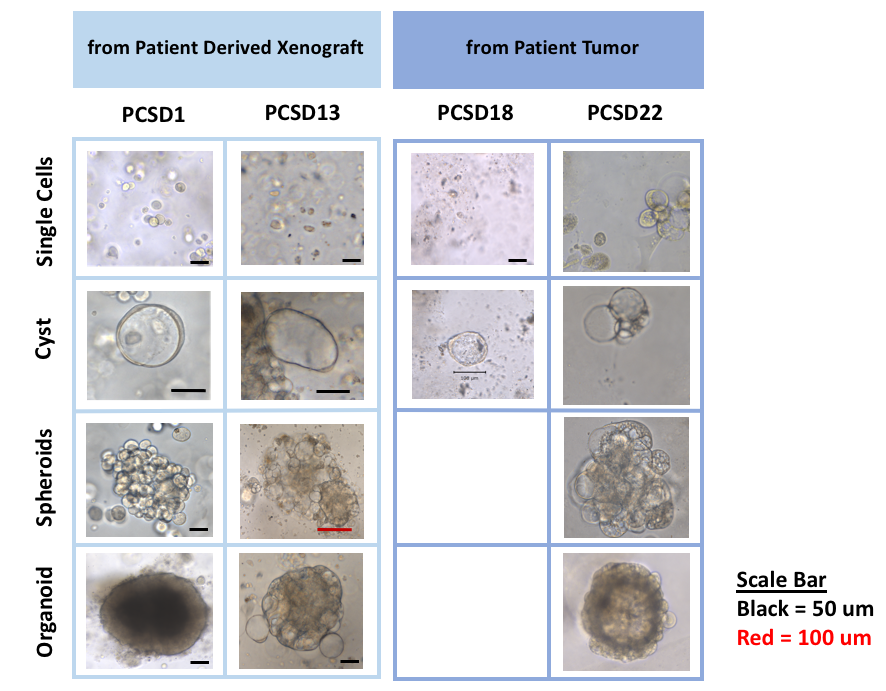 from Patient Derived Xenograft
from Patient Tumor
PCSD1
PCSD13
PCSD18
PCSD22
Single Cells
Cyst
100 µm
Spheroids
Organoid
Scale Bar
Black = 50 um
Red = 100 um